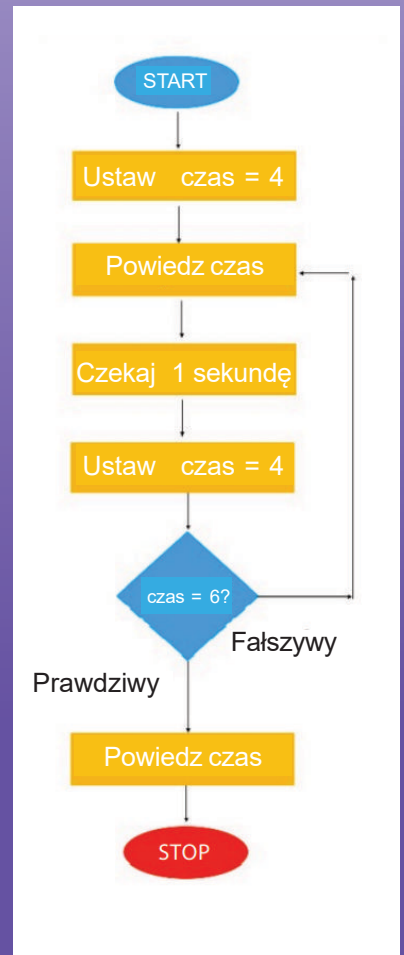 START
Ustaw czas = 4
Powiedz czas
Czekaj 1 sekundę
Ustaw czas = 4
czas = 6?
Fałszywy
Prawdziwy
Powiedz czas
STOP